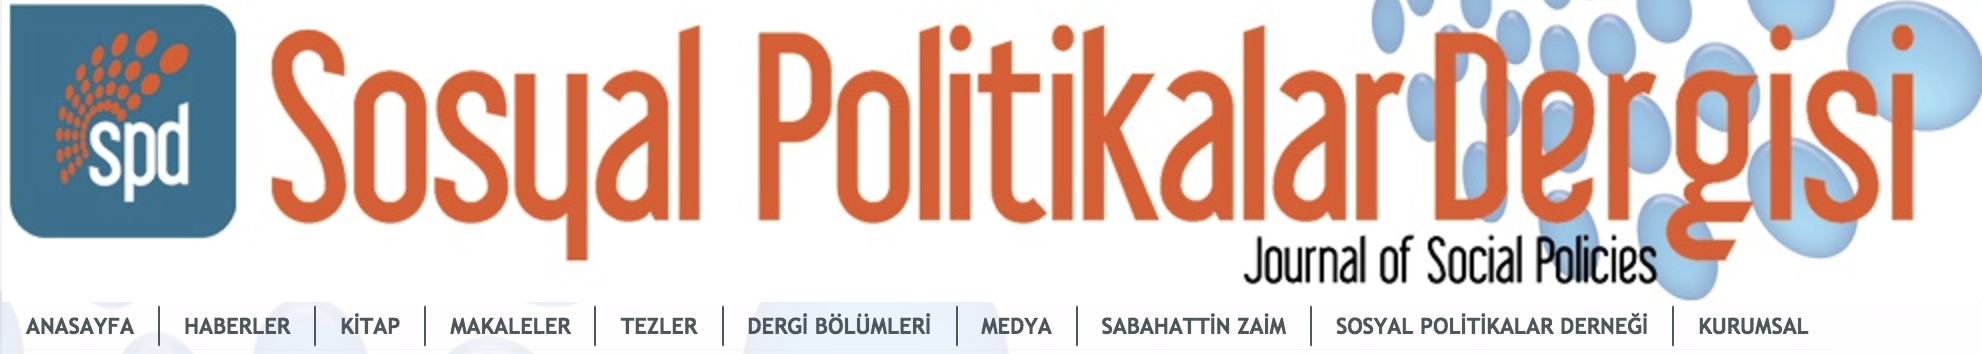 spd
Sosyal Politikalar Dergisi
Journal of Social Policies
ANASAYFA HABERLER KİTAP MAKALELER TEZLER DERGİ BÖLÜMLERİ MEDYA SABAHATTİN ZAİM SOSYAL POLİTİKALAR DERNEĞİ KURUMSAL